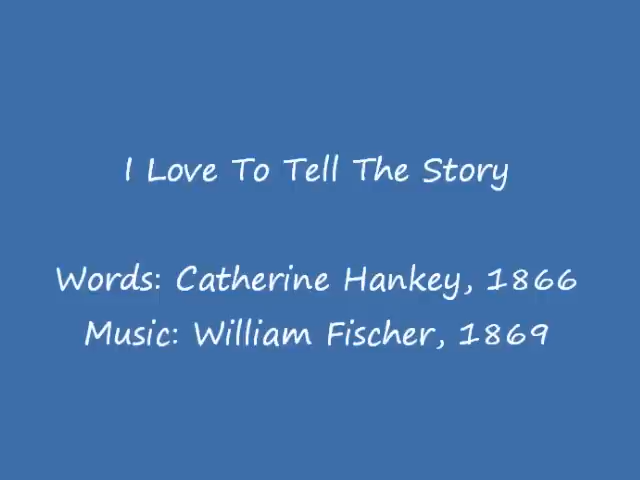 I Love To Tell The Story
Words: Catherine Hankey, 1866
Music: William Fischer, 1869